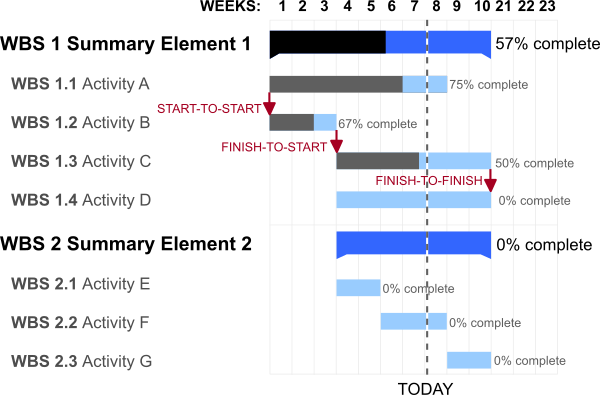 WEEKS: 1 2 3 4 5 6 7 8 9 10 21 22 23
WBS 1 Summary Element 1 57% complete
WBS 1.1 Activity A 75% complete
START-TO-START
WBS 1.2 Activity B 67% complete
FINISH-TO-START
WBS 1.3 Activity C 50% complete
FINISH-TO-FINISH
WBS 1.4 Activity D 0% complete
WBS 2 Summary Element 2 0% complete
WBS 2.1 Activity E 0% complete
WBS 2.2 Activity F 0% complete
WBS 2.3 Activity G 0% complete
TODAY